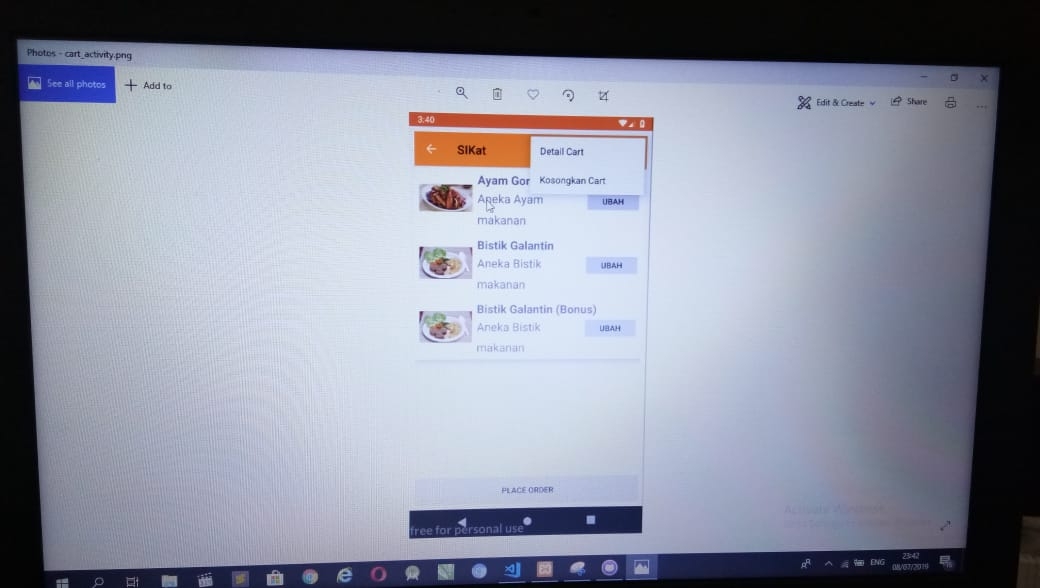 Photos - cart_activity.png
See all photos
Add to
Edit & Create
Share
3:40
SIKat
Detail Cart
Kosongkan Cart
Ayam Gor
Aneka Ayam
UBAH
makanan
Bistik Galantin
Aneka Bistik
UBAH
makanan
Bistik Galantin (Bonus)
Aneka Bistik
UBAH
makanan
PLACE ORDER
free for personal use
Activate Windows
ENG
23:42
08/07/2019